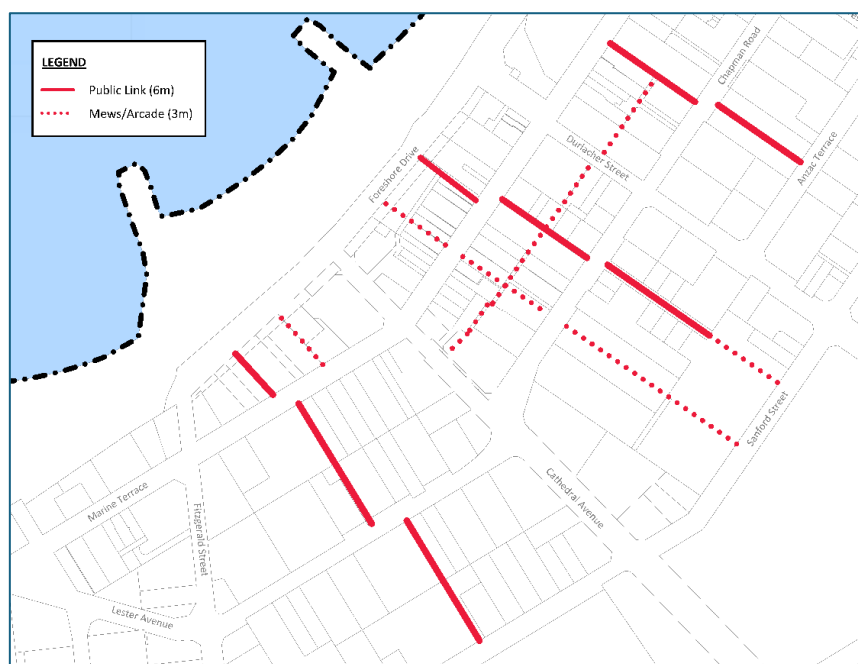 LEGEND
Public Link (6m)
Mews/Arcade (3m)
Chapman Road
Durlacher Street
Anzac Terrace
Foreshore Drive
Sanford Street
Cathedral Avenue
Marine Terrace
Fitzgerald Street
Lester Avenue